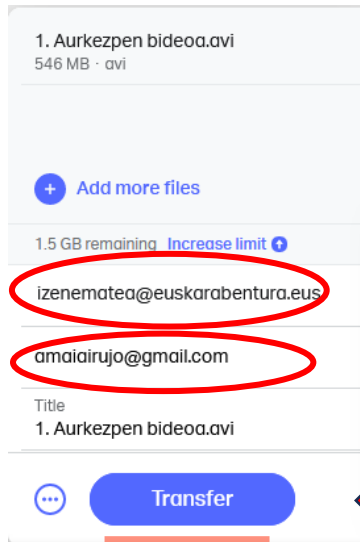 1. Aurkezpen bideoa.avi
546 MB · avi
Add more files
1.5 GB remaining Increase limit
izenematea@euskarabentura.eus
amaiairujo@gmail.com
Title
1. Aurkezpen bideoa.avi
Transfer